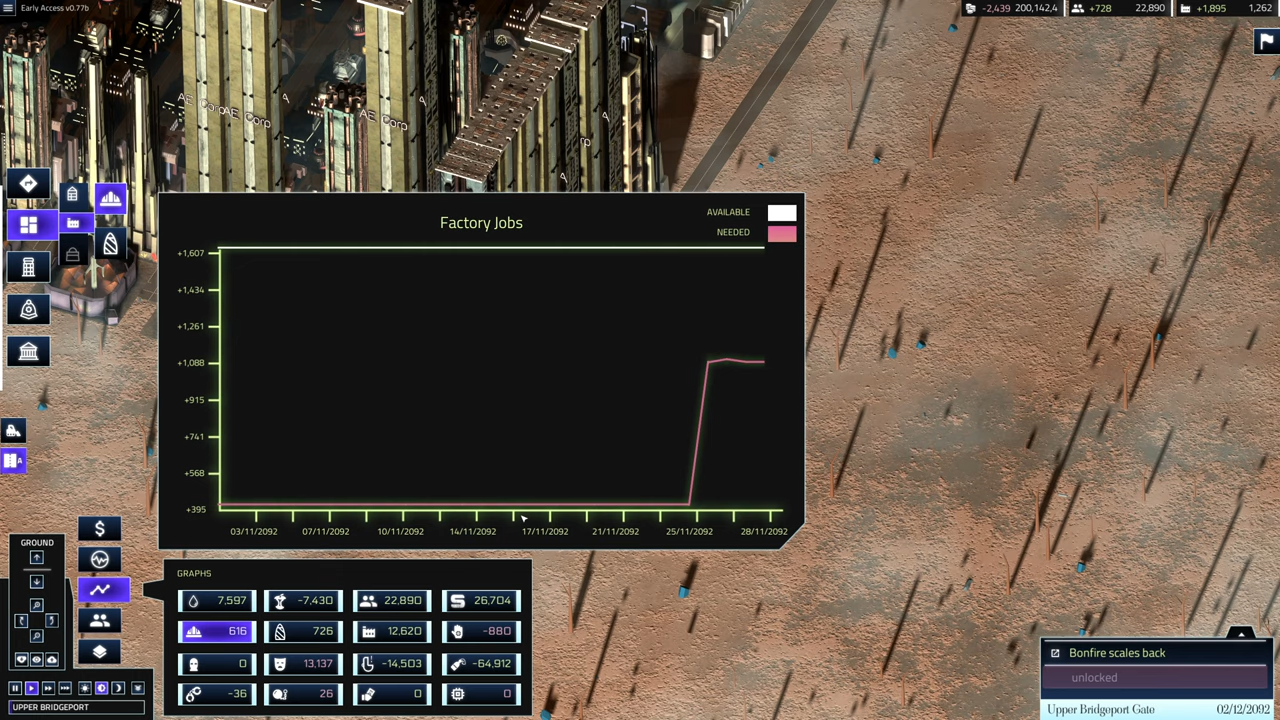 Early Access v0.77b
-2,439 200,142,4
+728 22,890
+1,895 1,262
AE Corp
AE Corp
AE Corp
Factory Jobs
AVAILABLE
NEEDED
+1,607
+1,434
+1,261
+1,088
+915
+741
+568
+395
03/11/2092 07/11/2092 10/11/2092 14/11/2092 17/11/2092 21/11/2092 25/11/2092 28/11/2092
A
GROUND
GRAPHS
7,597 -7,430 22,890 26,704
616 726 12,620 -880
0 13,137 -14,503 -64,912
-36 26 0 0
UPPER BRIDGEPORT
Bonfire scales back
unlocked
Upper Bridgeport Gate 02/12/2092